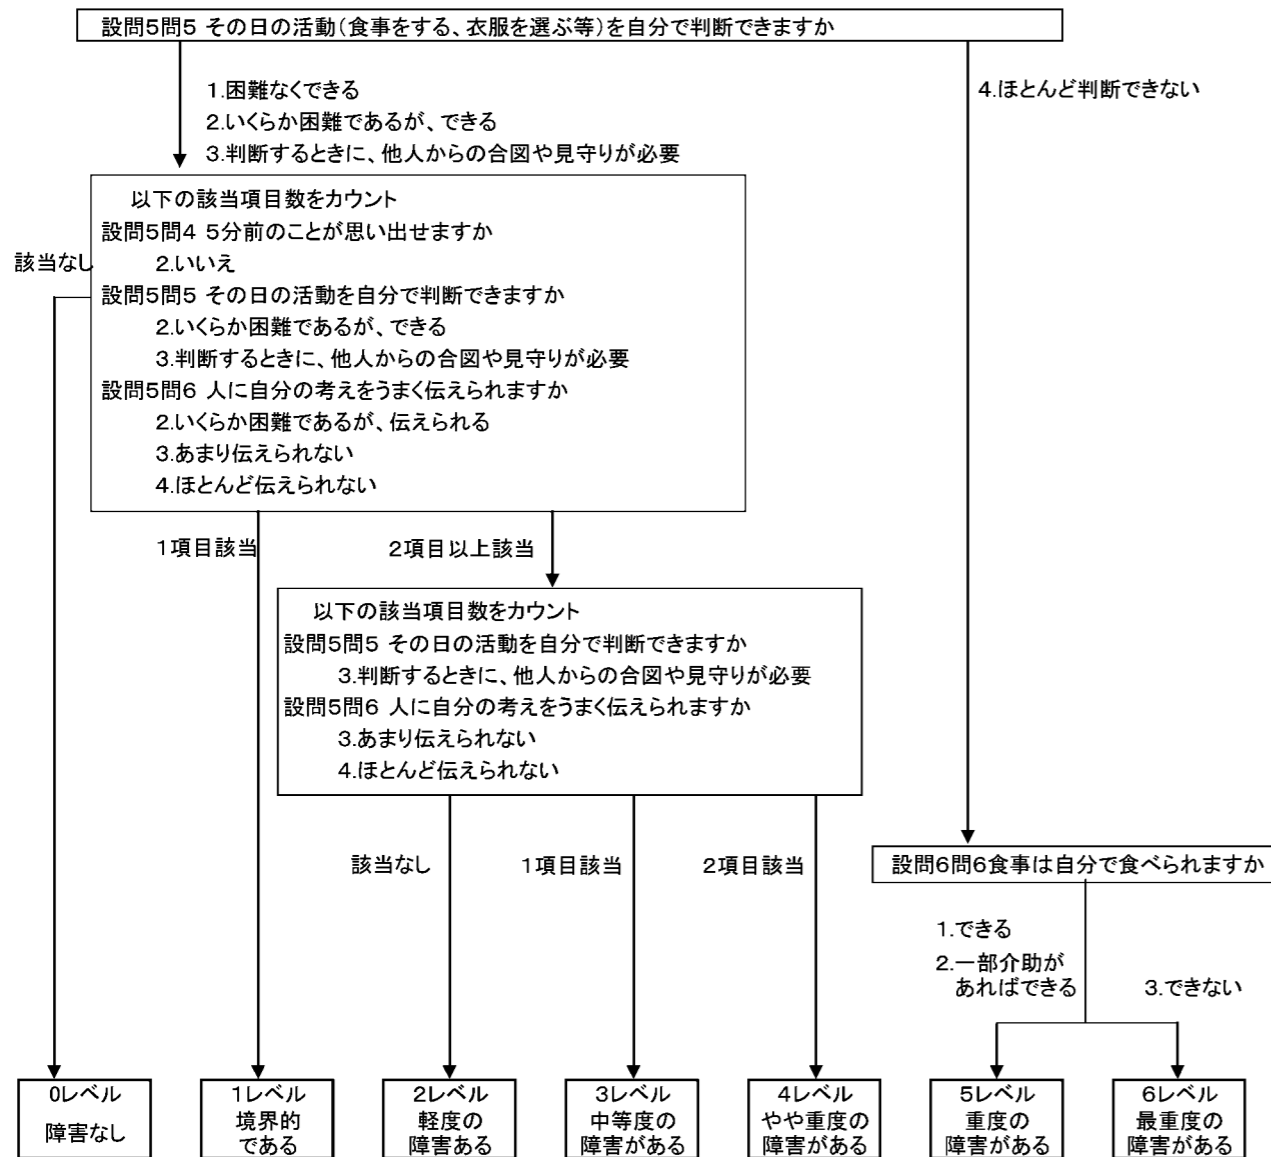 設問5問5 その日の活動(食事をする、衣服を選ぶ等)を自分で判断できますか
1.困難なくできる
2.いくらか困難であるが、できる
3.判断するときに、他人からの合図や見守りが必要
4.ほとんど判断できない
以下の該当項目数をカウント
設問5問4 5分前のことが思い出せますか
2.いいえ
設問5問5 その日の活動を自分で判断できますか
2.いくらか困難であるが、できる
3.判断するときに、他人からの合図や見守りが必要
設問5問6 人に自分の考えをうまく伝えられますか
2.いくらか困難であるが、伝えられる
3.あまり伝えられない
4.ほとんど伝えられない
該当なし
1項目該当
2項目以上該当
以下の該当項目数をカウント
設問5問5 その日の活動を自分で判断できますか
3.判断するときに、他人からの合図や見守りが必要
設問5問6 人に自分の考えをうまく伝えられますか
3.あまり伝えられない
4.ほとんど伝えられない
該当なし
1項目該当
2項目該当
設問6問6食事は自分で食べられますか
1.できる
2.一部介助が
あればできる
3.できない
0レベル
障害なし
1レベル
境界的
である
2レベル
軽度の
障害ある
3レベル
中等度の
障害がある
4レベル
やや重度の
障害がある
5レベル
重度の
障害がある
6レベル
最重度の
障害がある